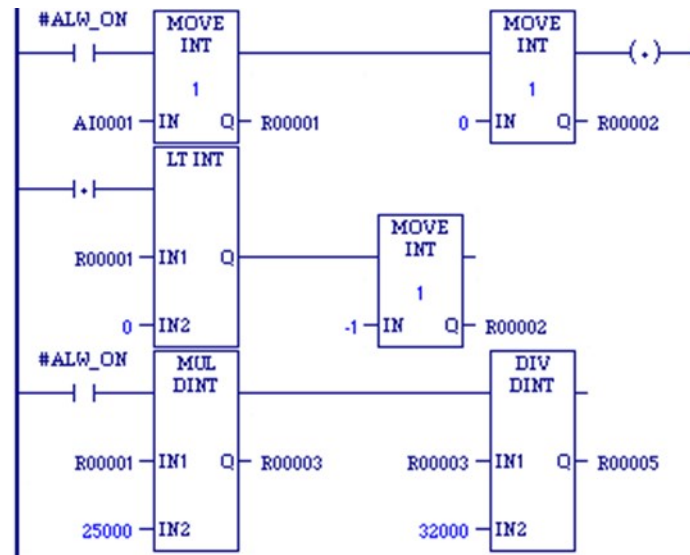 #ALW_ON MOVE INT 1 MOVE INT 1
AI0001 IN Q R00001 0 IN Q R00002
LT INT
R00001 IN1 Q MOVE INT 1
0 IN2 -1 IN Q R00002
#ALW_ON MUL DINT DIV DINT
R00001 IN1 Q R00003 R00003 IN1 Q R00005
25000 IN2 32000 IN2